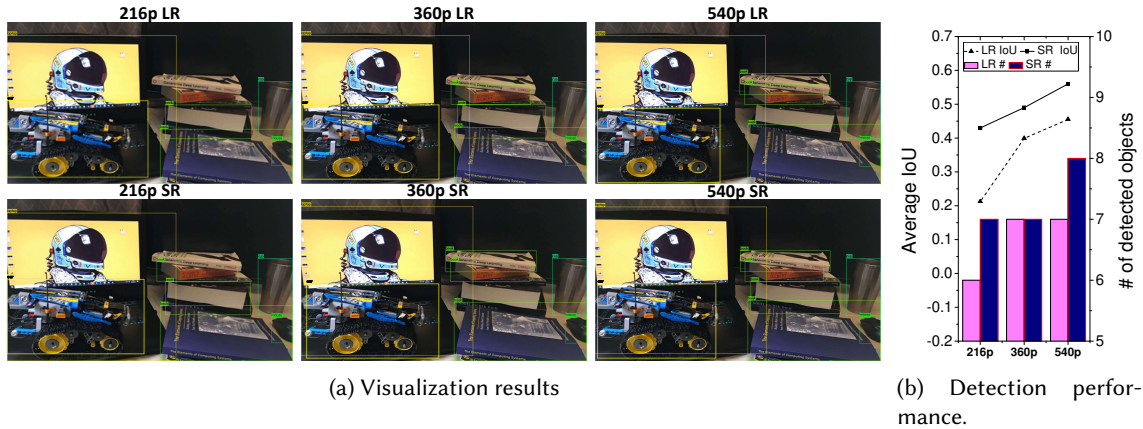 216p LR
360p LR
540p LR
216p SR
360p SR
540p SR
(a) Visualization results
LR IoU
SR IoU
LR #
SR #
Average IoU
0.7
0.6
0.5
0.4
0.3
0.2
0.1
0.0
-0.1
-0.2
10
9
8
7
6
5
# of detected objects
216p
360p
540p
(b) Detection perfor-
mance.